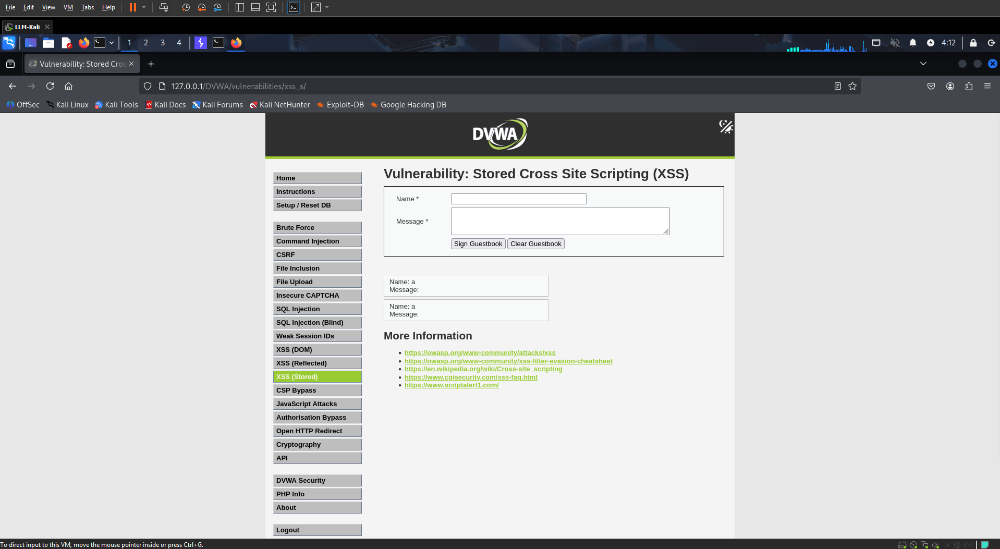 File Edit View VM Tabs Help
LLM-Kali
1 2 3 4 4:12
Vulnerability: Stored Cros
127.0.0.1/DVWA/vulnerabilities/xss_s/
OffSec Kali Linux Kali Tools Kali Docs Kali Forums Kali NetHunter Exploit-DB Google Hacking DB
DVWA
Home
Instructions
Setup / Reset DB
Brute Force
Command Injection
CSRF
File Inclusion
File Upload
Insecure CAPTCHA
SQL Injection
SQL Injection (Blind)
Weak Session IDs
XSS (DOM)
XSS (Reflected)
XSS (Stored)
CSP Bypass
JavaScript Attacks
Authorisation Bypass
Open HTTP Redirect
Cryptography
API
DVWA Security
PHP Info
About
Logout
Vulnerability: Stored Cross Site Scripting (XSS)
Name *
Message *
Sign Guestbook Clear Guestbook
Name: a
Message:
Name: a
Message:
More Information
https://owasp.org/www-community/attacks/xss
https://owasp.org/www-community/xss-filter-evasion-cheatsheet
https://en.wikipedia.org/wiki/Cross-site_scripting
https://www.cgisecurity.com/xss-faq.html
https://www.scriptalert1.com/
To direct input to this VM, move the mouse pointer inside or press Ctrl+G.